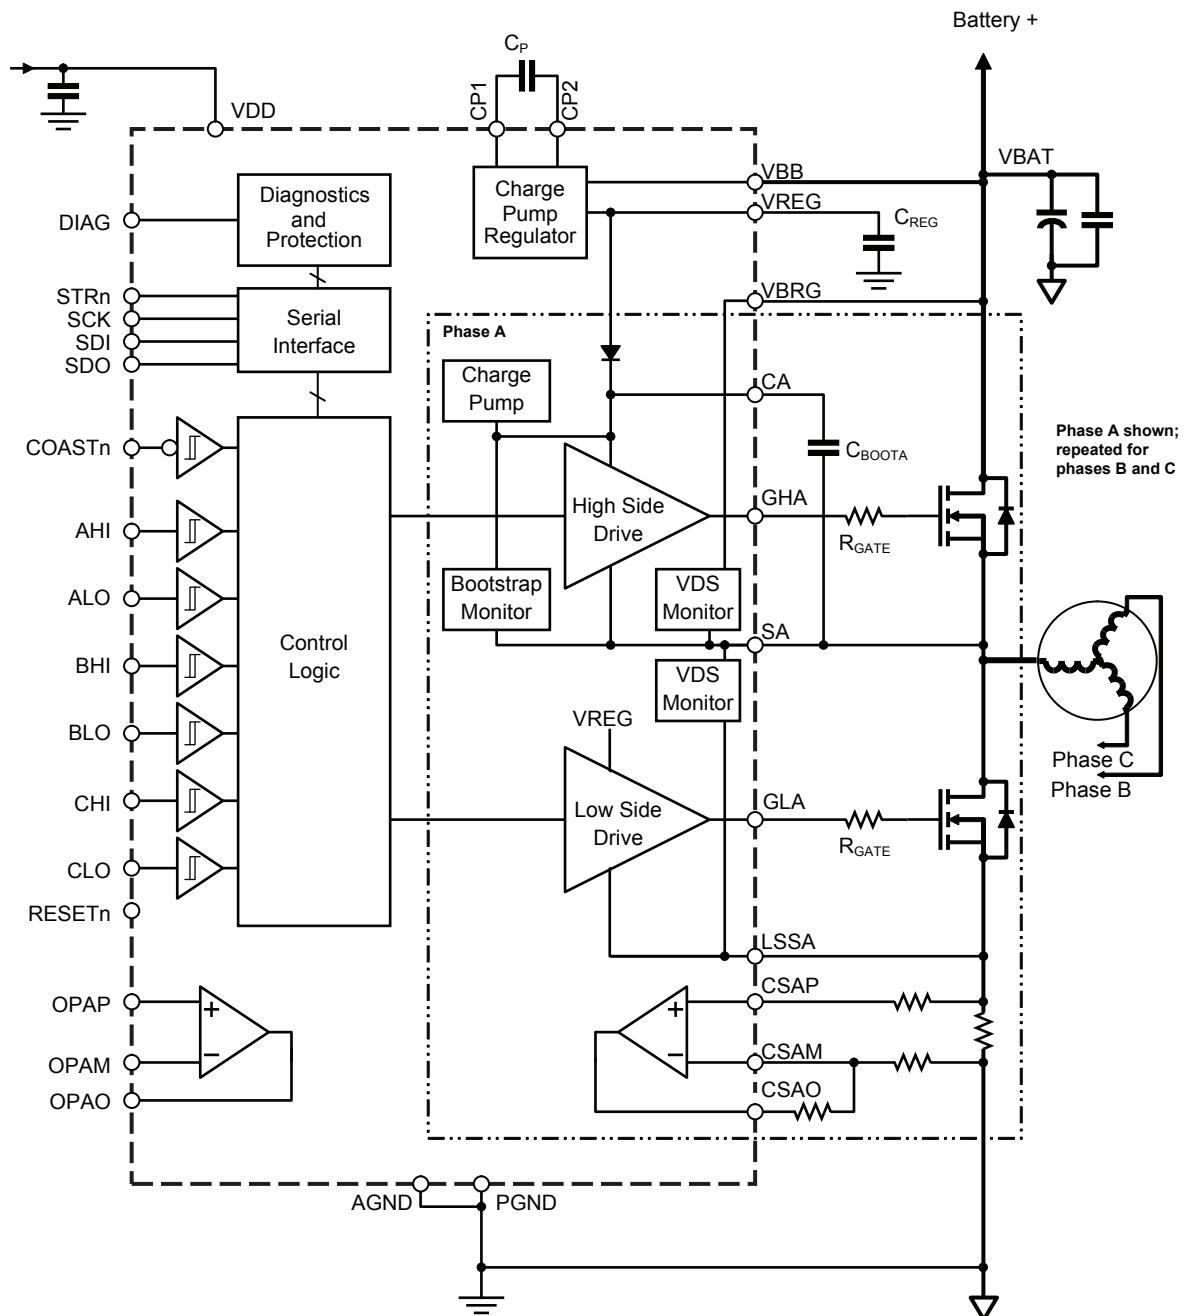 Battery +
CP
CP1
CP2
VDD
VBAT
VBB
Diagnostics
and
Protection
Charge
Pump
Regulator
VREG
CREG
DIAG
STRn
SCK
SDI
SDO
Serial
Interface
VBRG
Phase A
Charge
Pump
CA
CBOOTA
Phase A shown;
repeated for
phases B and C
COASTn
AHI
ALO
BHI
BLO
CHI
CLO
RESETn
Control
Logic
High Side
Drive
GHA
RGATE
Bootstrap
Monitor
VDS
Monitor
SA
VDS
Monitor
VREG
Phase C
Phase B
Low Side
Drive
GLA
RGATE
LSSA
OPAP
+
OPAM
−
OPAO
CSAP
+
CSAM
−
CSAO
AGND
PGND